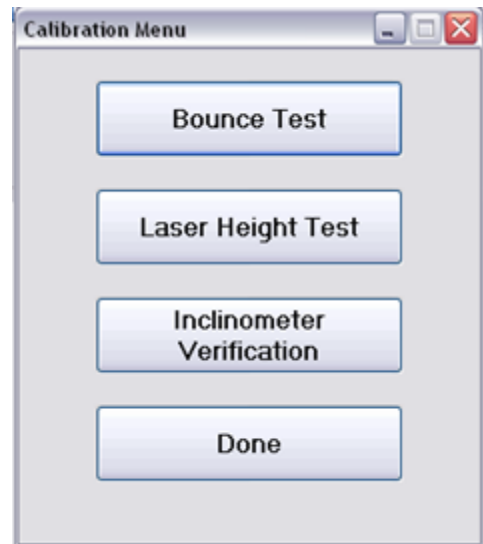 Calibration Menu
Bounce Test
Laser Height Test
Inclinometer
Verification
Done